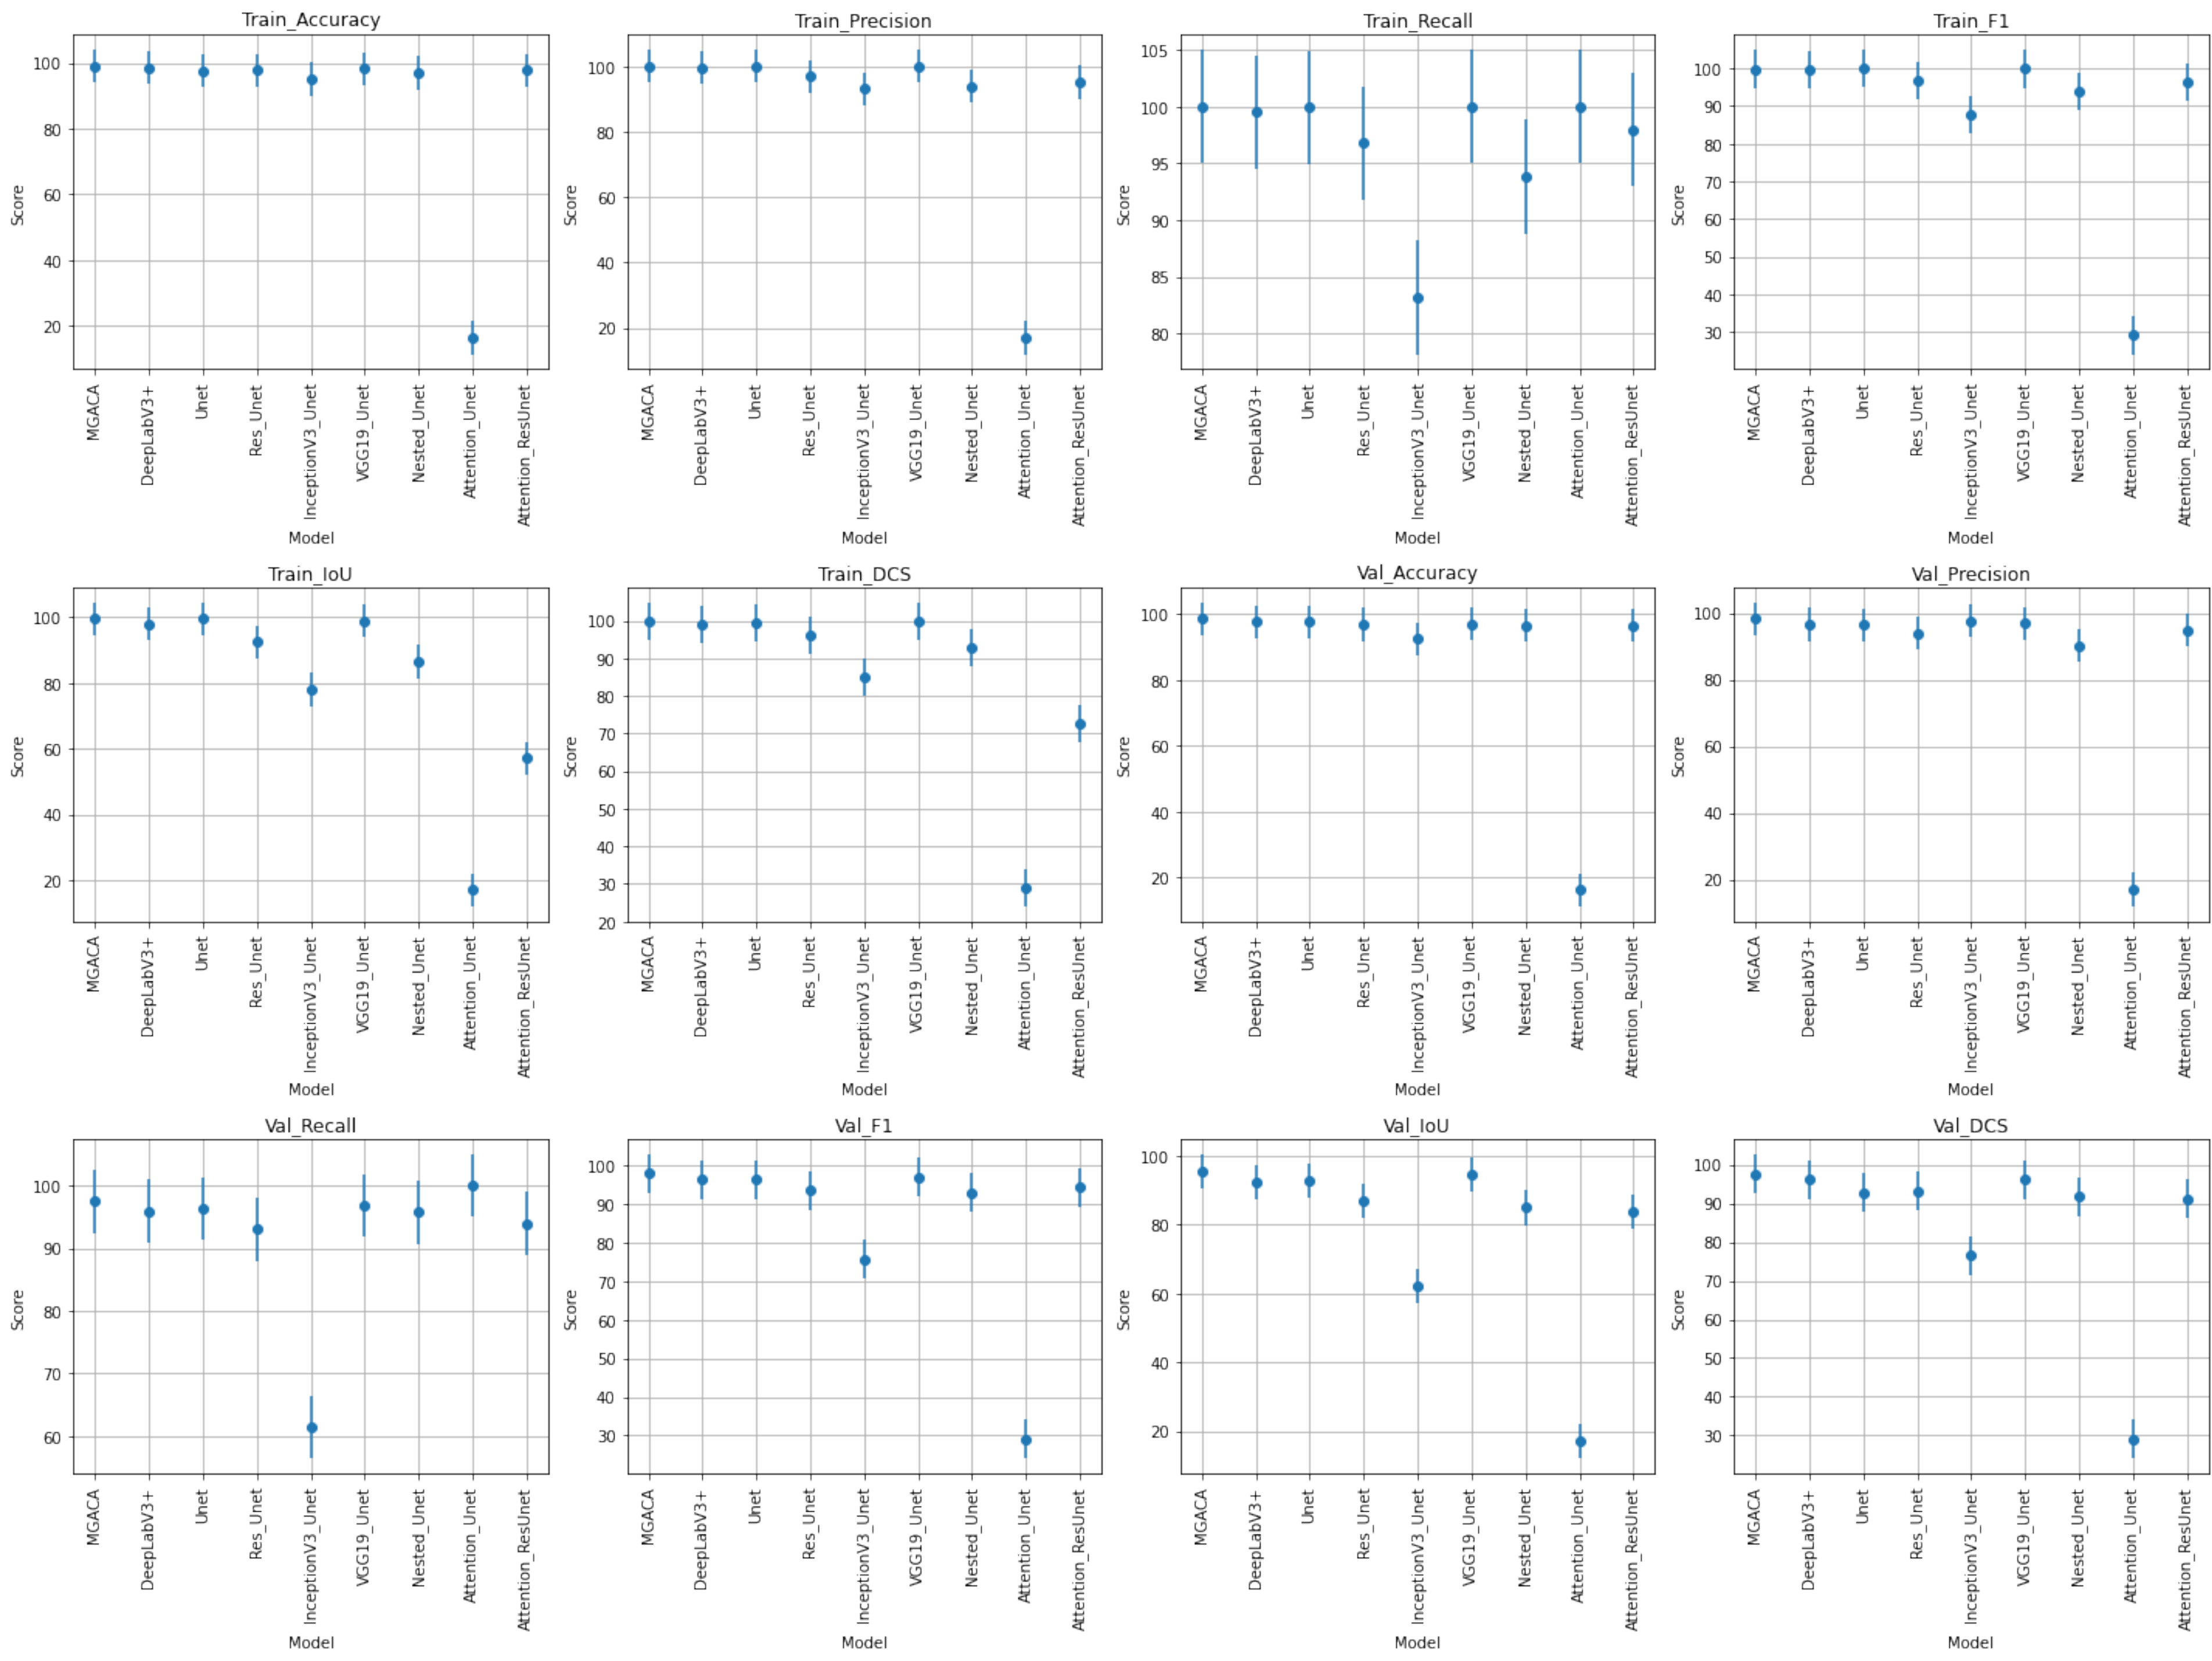 Train_Accuracy
Score
100
80
60
40
20
MGACA
DeepLabV3+
Unet
Res_Unet
InceptionV3_Unet
VGG19_Unet
Nested_Unet
Attention_Unet
Attention_ResUnet
Model
Train_Precision
Score
100
80
60
40
20
MGACA
DeepLabV3+
Unet
Res_Unet
InceptionV3_Unet
VGG19_Unet
Nested_Unet
Attention_Unet
Attention_ResUnet
Model
Train_Recall
Score
105
100
95
90
85
80
MGACA
DeepLabV3+
Unet
Res_Unet
InceptionV3_Unet
VGG19_Unet
Nested_Unet
Attention_Unet
Attention_ResUnet
Model
Train_F1
Score
100
90
80
70
60
50
40
30
MGACA
DeepLabV3+
Unet
Res_Unet
InceptionV3_Unet
VGG19_Unet
Nested_Unet
Attention_Unet
Attention_ResUnet
Model
Train_IoU
Score
100
80
60
40
20
MGACA
DeepLabV3+
Unet
Res_Unet
InceptionV3_Unet
VGG19_Unet
Nested_Unet
Attention_Unet
Attention_ResUnet
Model
Train_DCS
Score
100
90
80
70
60
50
40
30
20
MGACA
DeepLabV3+
Unet
Res_Unet
InceptionV3_Unet
VGG19_Unet
Nested_Unet
Attention_Unet
Attention_ResUnet
Model
Val_Accuracy
Score
100
80
60
40
20
MGACA
DeepLabV3+
Unet
Res_Unet
InceptionV3_Unet
VGG19_Unet
Nested_Unet
Attention_Unet
Attention_ResUnet
Model
Val_Precision
Score
100
80
60
40
20
MGACA
DeepLabV3+
Unet
Res_Unet
InceptionV3_Unet
VGG19_Unet
Nested_Unet
Attention_Unet
Attention_ResUnet
Model
Val_Recall
Score
100
90
80
70
60
MGACA
DeepLabV3+
Unet
Res_Unet
InceptionV3_Unet
VGG19_Unet
Nested_Unet
Attention_Unet
Attention_ResUnet
Model
Val_F1
Score
100
90
80
70
60
50
40
30
MGACA
DeepLabV3+
Unet
Res_Unet
InceptionV3_Unet
VGG19_Unet
Nested_Unet
Attention_Unet
Attention_ResUnet
Model
Val_IoU
Score
100
80
60
40
20
MGACA
DeepLabV3+
Unet
Res_Unet
InceptionV3_Unet
VGG19_Unet
Nested_Unet
Attention_Unet
Attention_ResUnet
Model
Val_DCS
Score
100
90
80
70
60
50
40
30
MGACA
DeepLabV3+
Unet
Res_Unet
InceptionV3_Unet
VGG19_Unet
Nested_Unet
Attention_Unet
Attention_ResUnet
Model